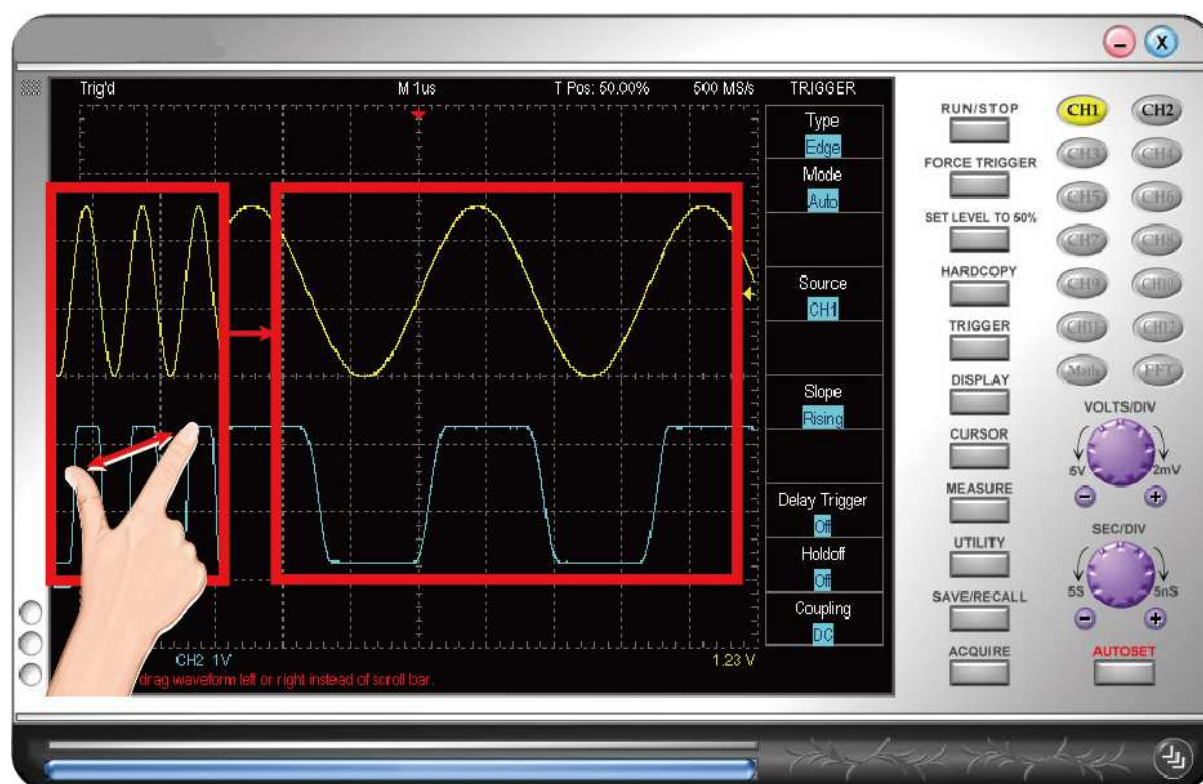 Trig'd M 1us T Pos: 50.00% 500 MS/s TRIGGER
Type
Edge
Mode
Auto
Source
CH1
Slope
Rising
Delay Trigger
Off
Holdoff
Off
Coupling
DC
CH2 1V 1.23 V
drag waveform left or right instead of scroll bar.
RUN/STOP
FORCE TRIGGER
SET LEVEL TO 50%
HARDCOPY
TRIGGER
DISPLAY
CURSOR
MEASURE
UTILITY
SAVE/RECALL
ACQUIRE
CH1 CH2
CH3 CH4
CH5 CH6
CH7 CH8
CH9 CH10
CH11 CH12
Math FFT
VOLTS/DIV
5V 2mV
SEC/DIV
5S 5nS
AUTOSET